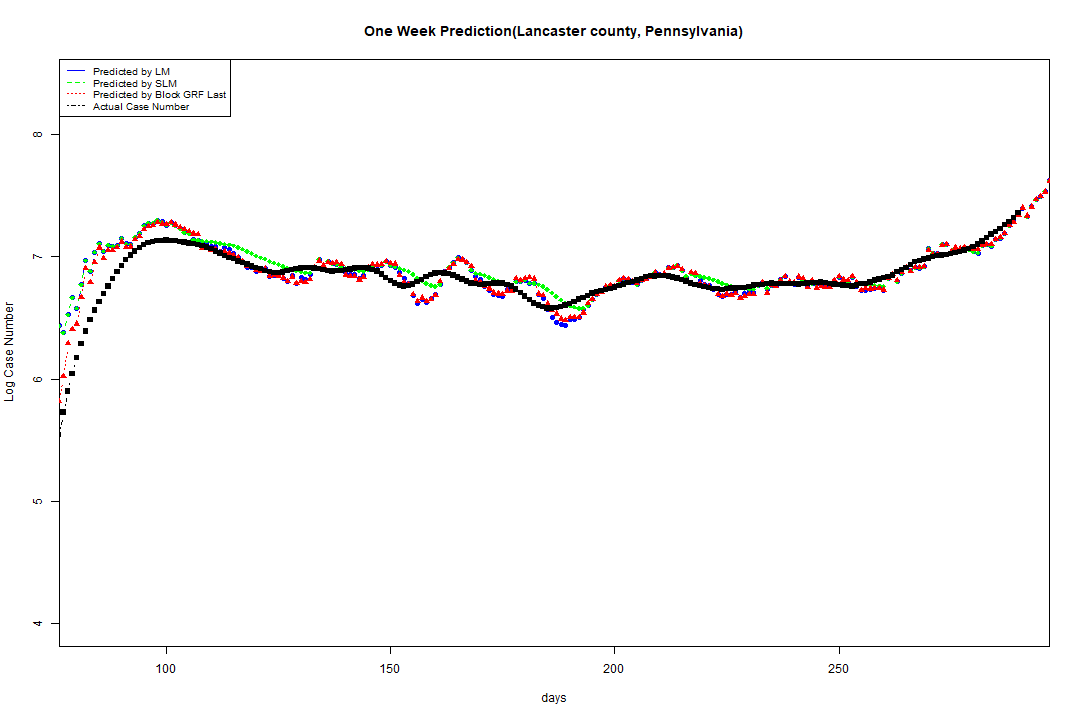 One Week Prediction(Lancaster county, Pennsylvania)
Predicted by LM
Predicted by SLM
Predicted by Block GRF Last
Actual Case Number
8
7
6
5
4
Log Case Number
100
150
200
250
days